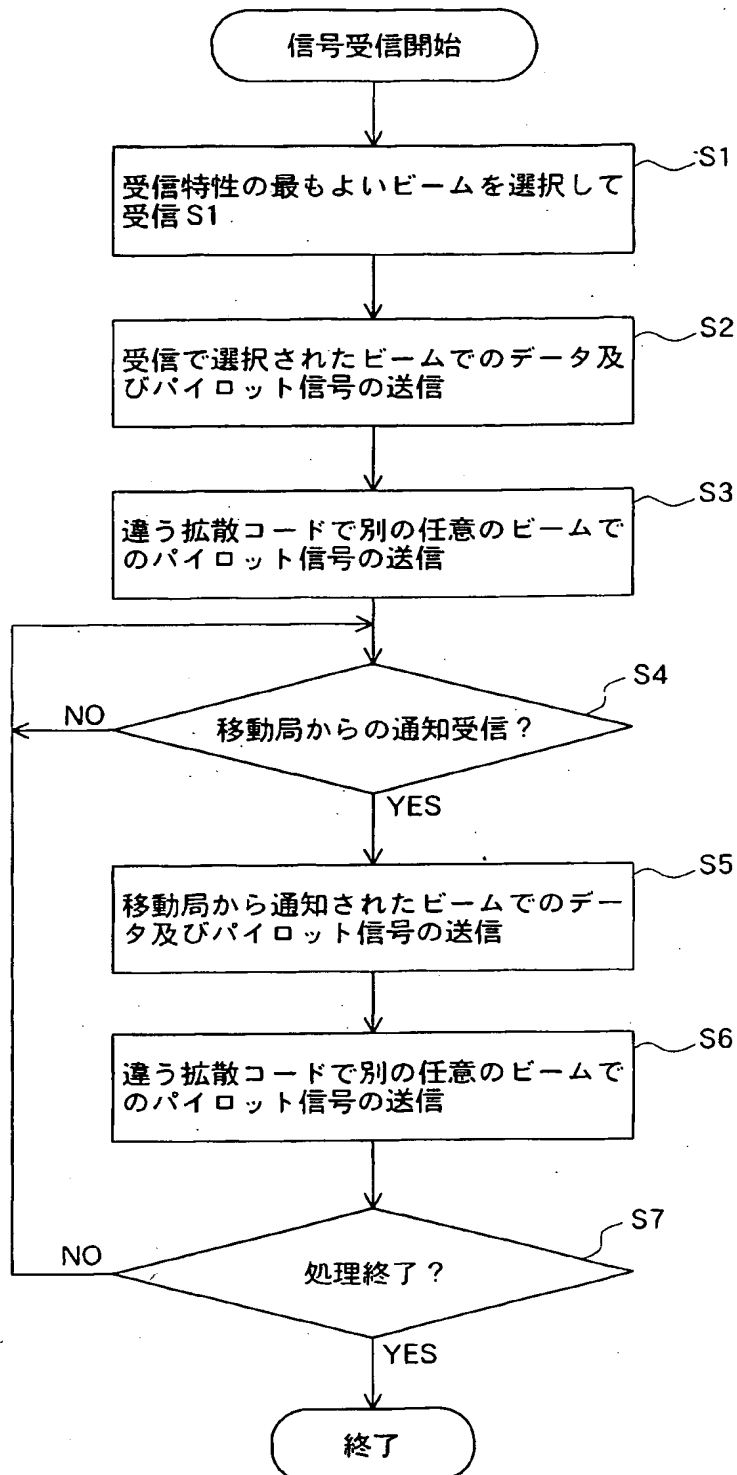 信号受信開始
S1
受信特性の最もよいビームを選択して
受信S1
S2
受信で選択されたビームでのデータ及
びパイロット信号の送信
S3
違う拡散コードで別の任意のビームで
のパイロット信号の送信
S4
NO
移動局からの通知受信?
YES
S5
移動局から通知されたビームでのデー
タ及びパイロット信号の送信
S6
違う拡散コードで別の任意のビームで
のパイロット信号の送信
S7
NO
処理終了?
YES
終了